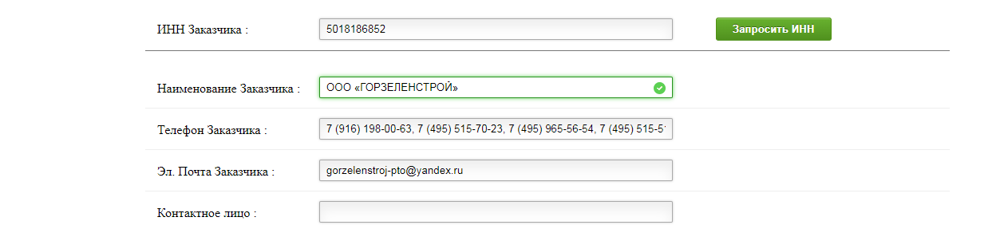 ИНН Заказчика : 5018186852 Запросить ИНН
Наименование Заказчика : ООО «ГОРЗЕЛЕНСТРОЙ»
Телефон Заказчика : 7 (916) 198-00-63, 7 (495) 515-70-23, 7 (495) 965-56-54, 7 (495) 515-5
Эл. Почта Заказчика : gorzelenstroj-pto@yandex.ru
Контактное лицо :